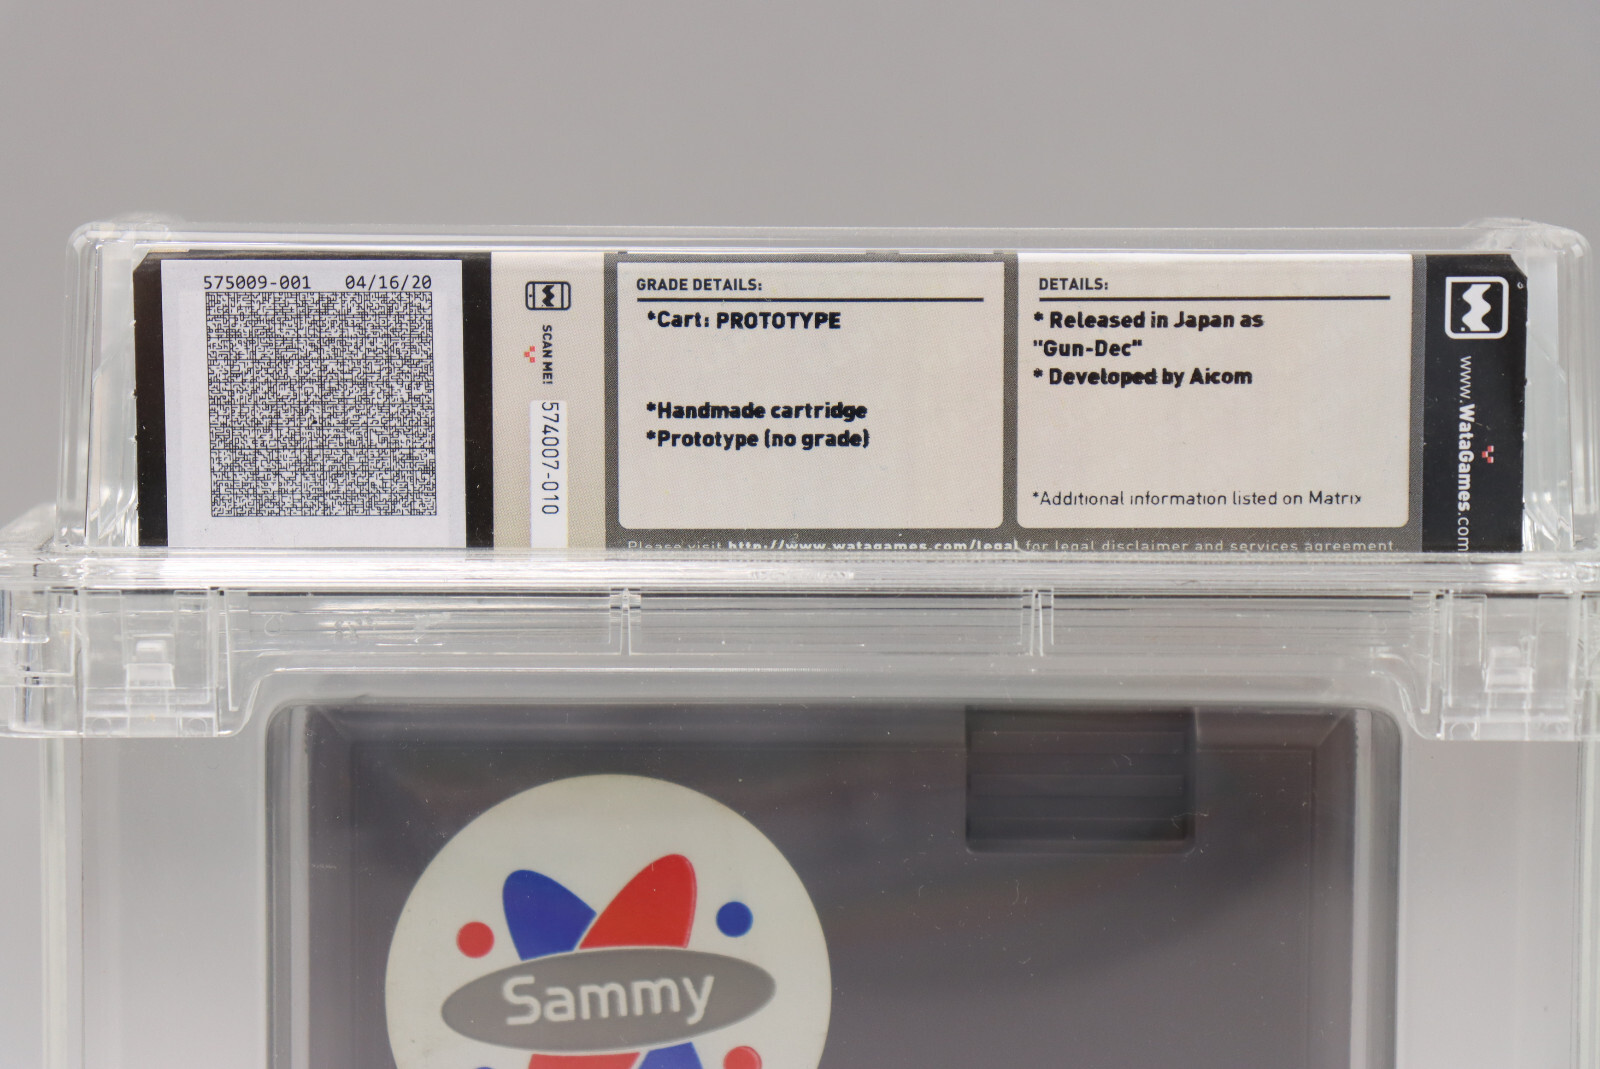 575009-001 04/16/20
SCAN ME!
574007-010
GRADE DETAILS:
*Cart: PROTOTYPE
*Handmade cartridge
*Prototype (no grade)
DETAILS:
* Released in Japan as
"Gun-Dec"
* Developed by Aicom
*Additional information listed on Matrix
Please visit http://www.watagames.com/legal for legal disclaimer and services agreement.
www.WataGames.com
Sammy